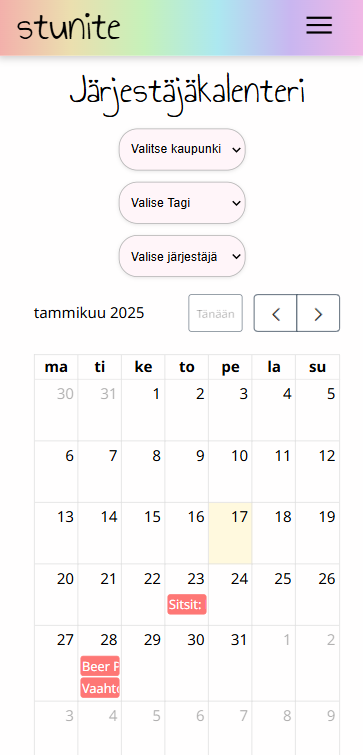 stunite
Järjestäjäkalenteri
Valitse kaupunki
Valise Tagi
Valise järjestäjä
tammikuu 2025 Tänään
ma ti ke to pe la su
30 31 1 2 3 4 5
6 7 8 9 10 11 12
13 14 15 16 17 18 19
20 21 22 23 24 25 26
Sitsit:
27 28 29 30 31 1 2
Beer P
Vaahte
3 4 5 6 7 8 9